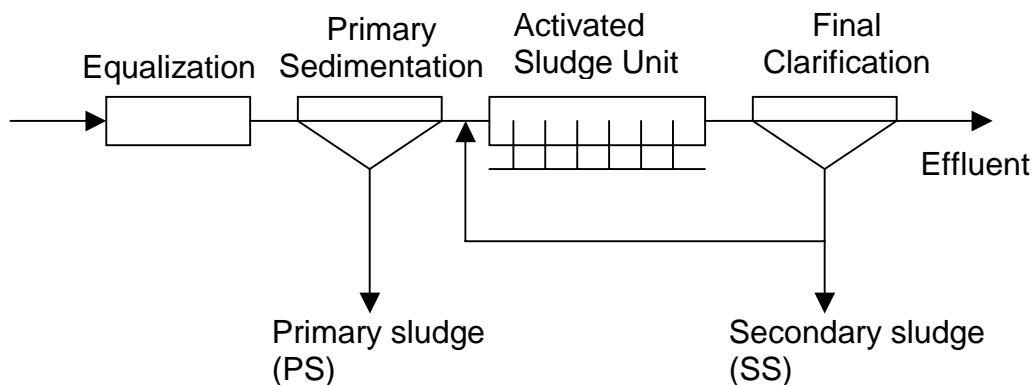 Equalization
Primary
Sedimentation
Activated
Sludge Unit
Final
Clarification
Effluent
Primary sludge
(PS)
Secondary sludge
(SS)